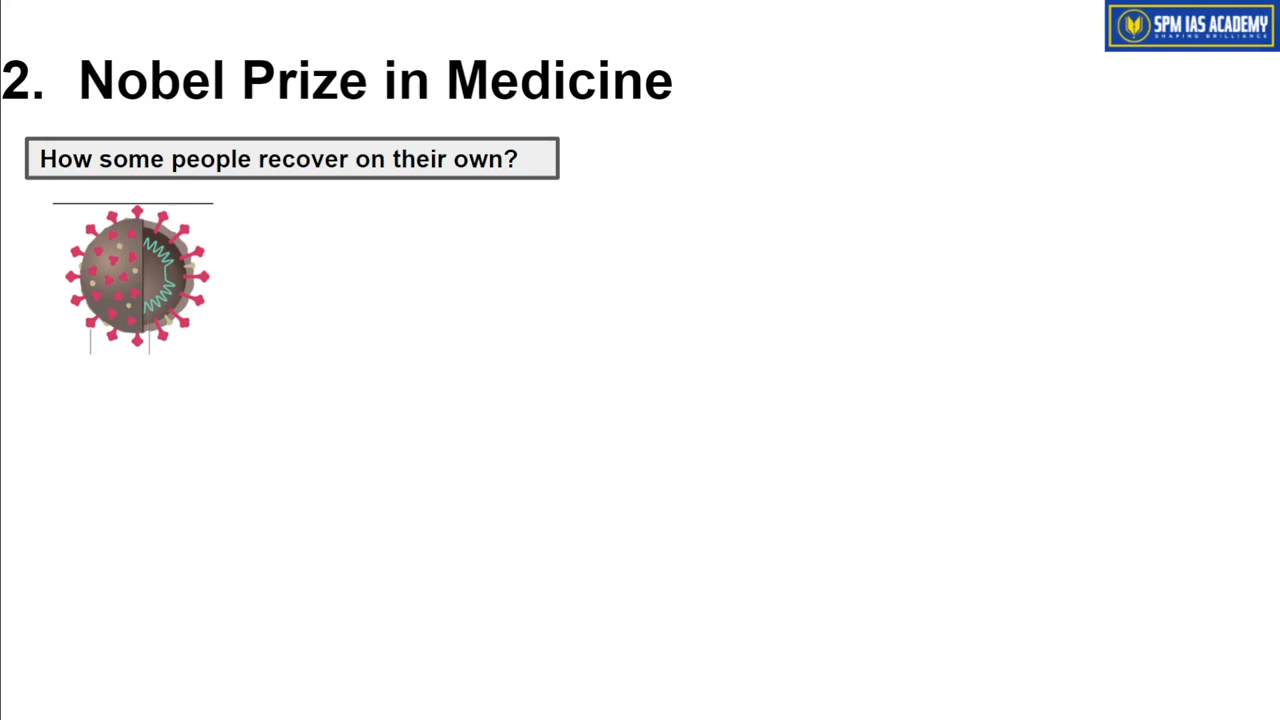 SPM IAS ACADEMY
SHAPING BRILLIANCE
2. Nobel Prize in Medicine
How some people recover on their own?